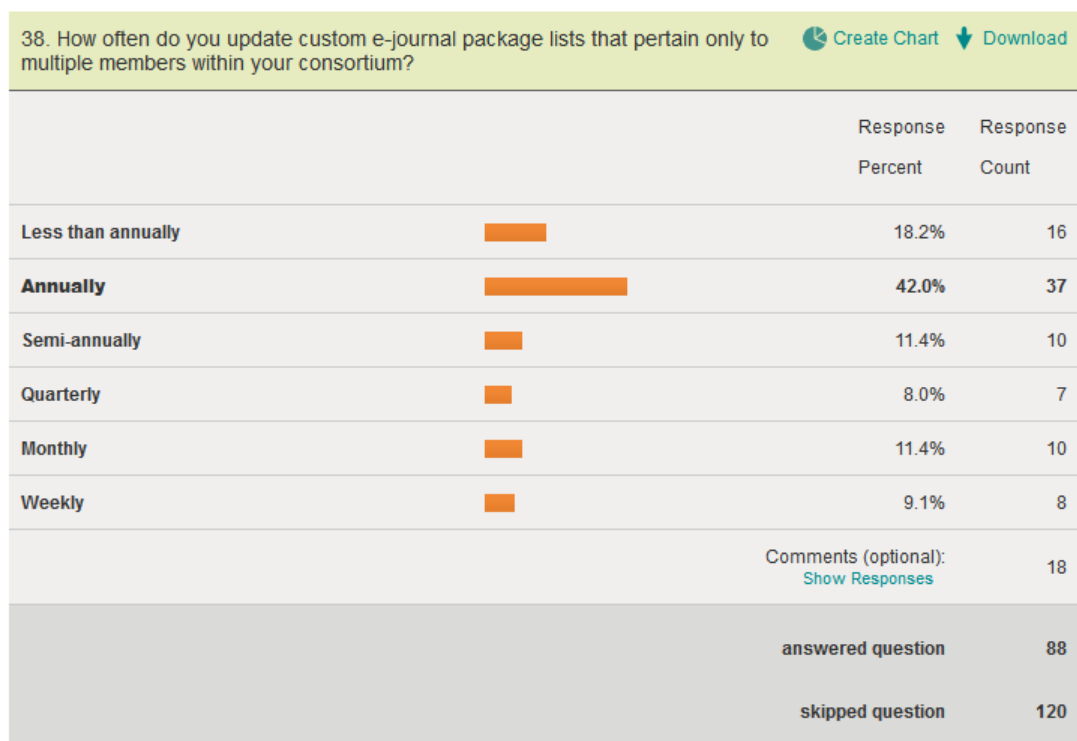 38. How often do you update custom e-journal package lists that pertain only to
multiple members within your consortium?
Create Chart Download
Response Response
Percent Count
Less than annually 18.2% 16
Annually 42.0% 37
Semi-annually 11.4% 10
Quarterly 8.0% 7
Monthly 11.4% 10
Weekly 9.1% 8
Comments (optional):
Show Responses
18
answered question 88
skipped question 120